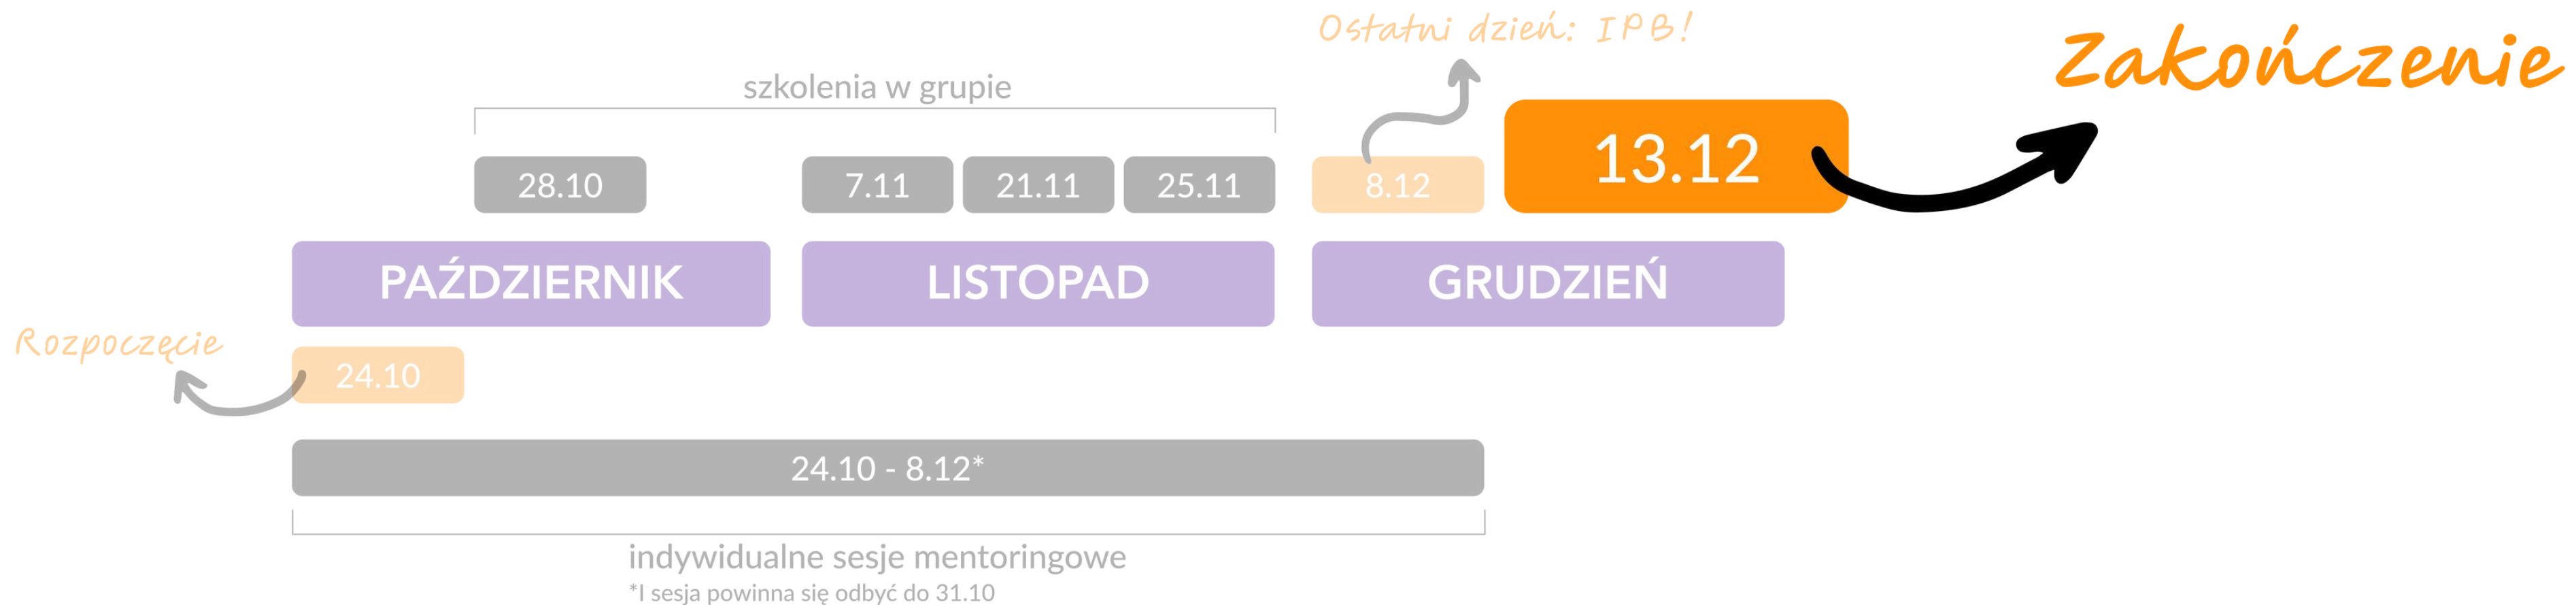 Ostatni dzień: IPB!
Zakończenie
szkolenia w grupie
28.10
7.11
21.11
25.11
8.12
13.12
PAŹDZIERNIK
LISTOPAD
GRUDZIEŃ
Rozpoczęcie
24.10
24.10 - 8.12*
indywidualne sesje mentoringowe
*I sesja powinna się odbyć do 31.10